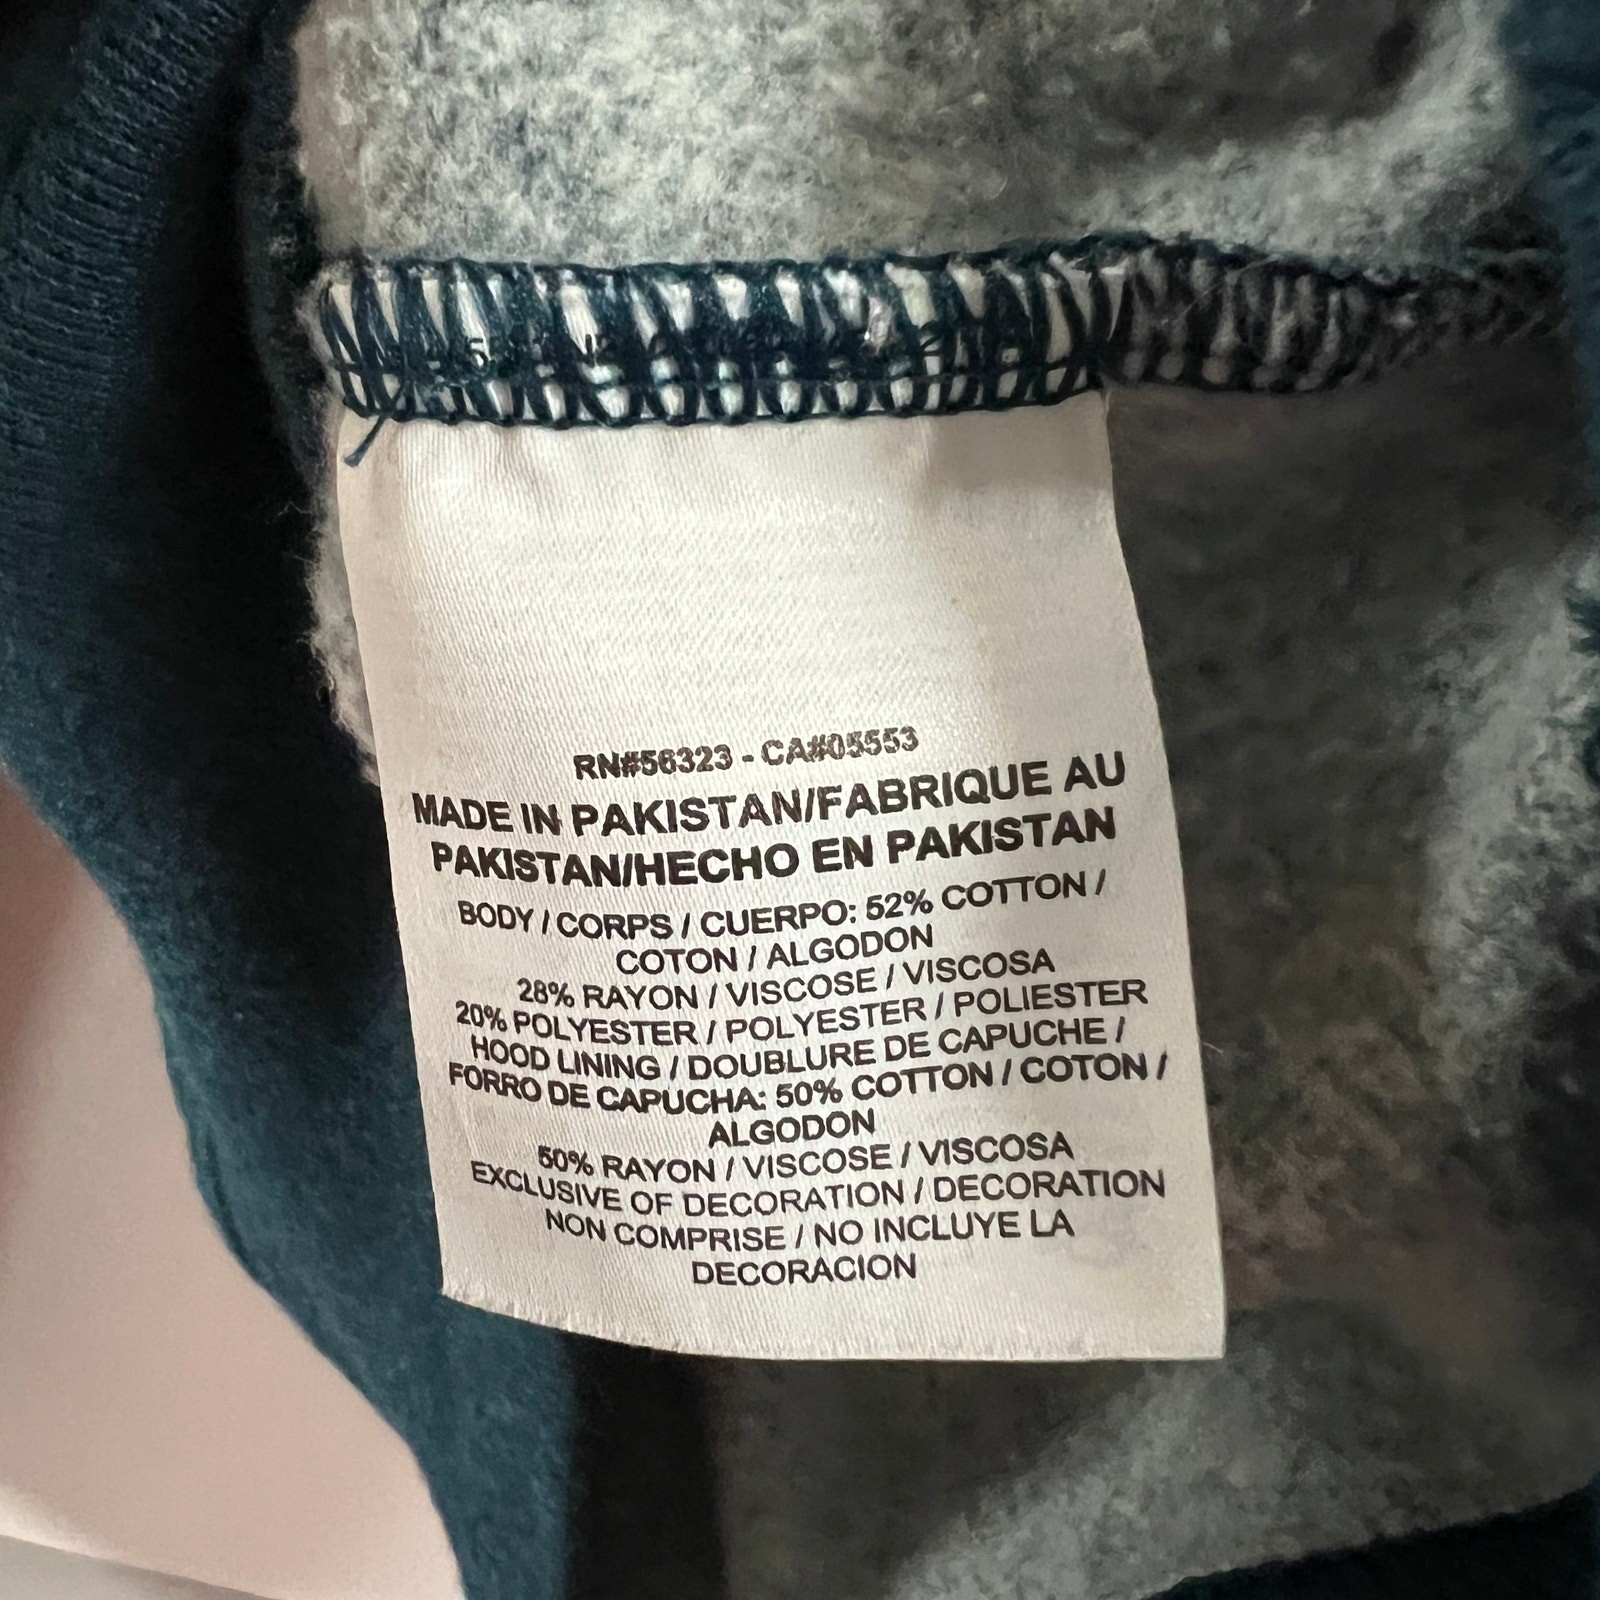 RN#56323 - CA#05553
MADE IN PAKISTAN/FABRIQUE AU
PAKISTAN/HECHO EN PAKISTAN
BODY / CORPS / CUERPO: 52% COTTON /
COTON / ALGODON
28% RAYON / VISCOSE / VISCOSA
20% POLYESTER / POLYESTER / POLIESTER
HOOD LINING / DOUBLURE DE CAPUCHE /
FORRO DE CAPUCHA: 50% COTTON / COTON /
ALGODON
50% RAYON / VISCOSE / VISCOSA
EXCLUSIVE OF DECORATION / DECORATION
NON COMPRISE / NO INCLUYE LA
DECORACION